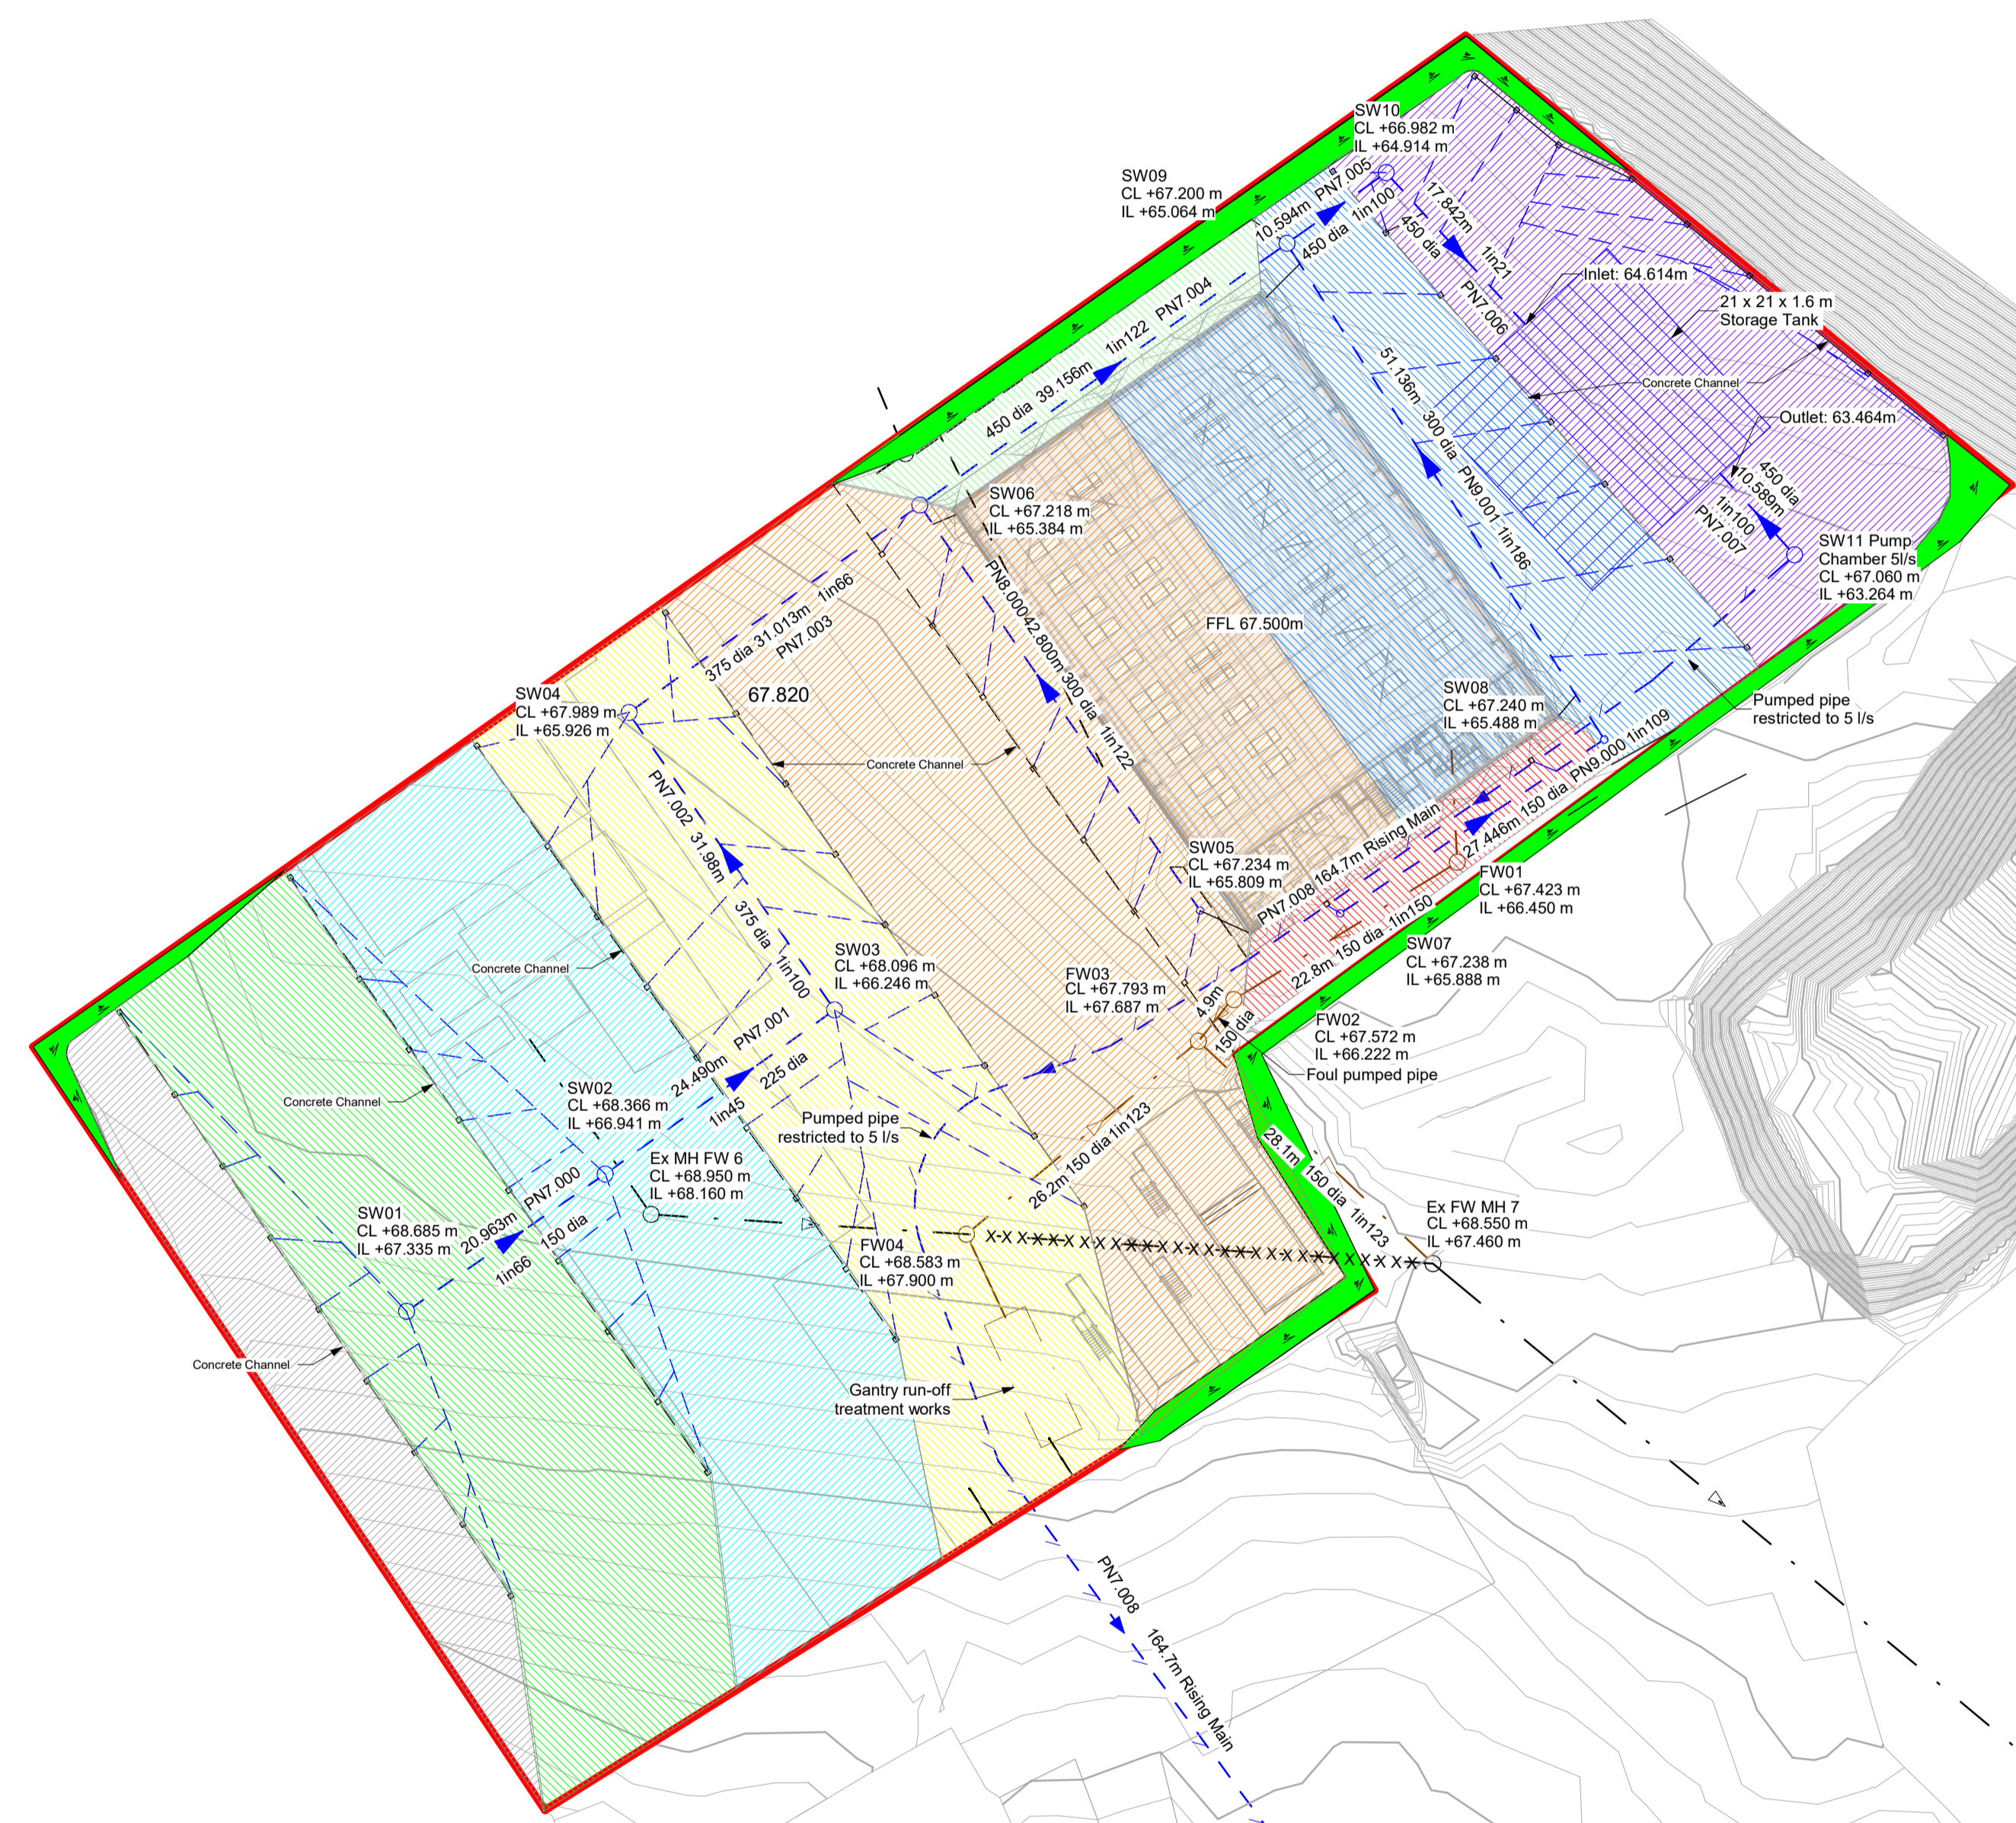 SW10
CL +66.982 m
IL +64.914 m
SW09
CL +67.200 m
IL +65.064 m
10.594m
PN7.005
1in100
450 dia
17.842m
450 dia
1in21
PN7.006
Inlet: 64.614m
21 x 21 x 1.6 m
Storage Tank
Concrete Channel
Outlet: 63.464m
450 dia
10.589m
1in100
PN7.007
SW11 Pump
Chamber 5l/s
CL +67.060 m
IL +63.264 m
450 dia 39.156m 1in122 PN7.004
51.136m 300 dia PN9.001 1in186
SW06
CL +67.218 m
IL +65.384 m
PN8.000 42.800m 300 dia 1in122
FFL 67.500m
375 dia 31.013m 1in66
PN7.003
67.820
SW04
CL +67.989 m
IL +65.926 m
Concrete Channel
SW08
CL +67.240 m
IL +65.488 m
Pumped pipe
restricted to 5 l/s
PN9.000 1in109
27.446m 150 dia
PN7.008 164.7m Rising Main
PN7.002 31.98m 375 dia 1in100
SW05
CL +67.234 m
IL +65.809 m
FW01
CL +67.423 m
IL +66.450 m
22.8m 150 dia 1in150
SW07
CL +67.238 m
IL +65.888 m
Concrete Channel
SW03
CL +68.096 m
IL +66.246 m
FW03
CL +67.793 m
IL +67.687 m
4.9m
150 dia
FW02
CL +67.572 m
IL +66.222 m
Foul pumped pipe
24.490m PN7.001
1in45 225 dia
Concrete Channel
SW02
CL +68.366 m
IL +66.941 m
Pumped pipe
restricted to 5 l/s
26.2m 150 dia 1in123
28.1m 150 dia 1in123
Ex MH FW 6
CL +68.950 m
IL +68.160 m
SW01
CL +68.685 m
IL +67.335 m
20.963m PN7.000
1in66 150 dia
FW04
CL +68.583 m
IL +67.900 m
Ex FW MH 7
CL +68.550 m
IL +67.460 m
Concrete Channel
Gantry run-off
treatment works
PN7.008 164.7m Rising Main